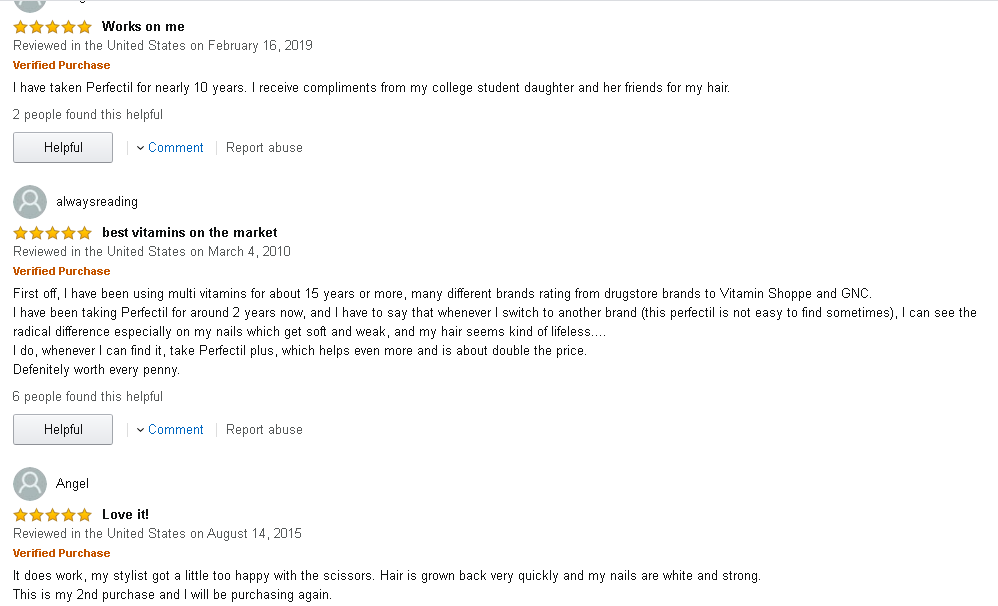 Works on me
Reviewed in the United States on February 16, 2019
Verified Purchase
I have taken Perfectil for nearly 10 years. I receive compliments from my college student daughter and her friends for my hair.
2 people found this helpful
Helpful Comment Report abuse
alwaysreading
best vitamins on the market
Reviewed in the United States on March 4, 2010
Verified Purchase
First off, I have been using multi vitamins for about 15 years or more, many different brands rating from drugstore brands to Vitamin Shoppe and GNC.
I have been taking Perfectil for around 2 years now, and I have to say that whenever I switch to another brand (this perfectil is not easy to find sometimes), I can see the
radical difference especially on my nails which get soft and weak, and my hair seems kind of lifeless....
I do, whenever I can find it, take Perfectil plus, which helps even more and is about double the price.
Defenitely worth every penny.
6 people found this helpful
Helpful Comment Report abuse
Angel
Love it!
Reviewed in the United States on August 14, 2015
Verified Purchase
It does work, my stylist got a little too happy with the scissors. Hair is grown back very quickly and my nails are white and strong.
This is my 2nd purchase and I will be purchasing again.